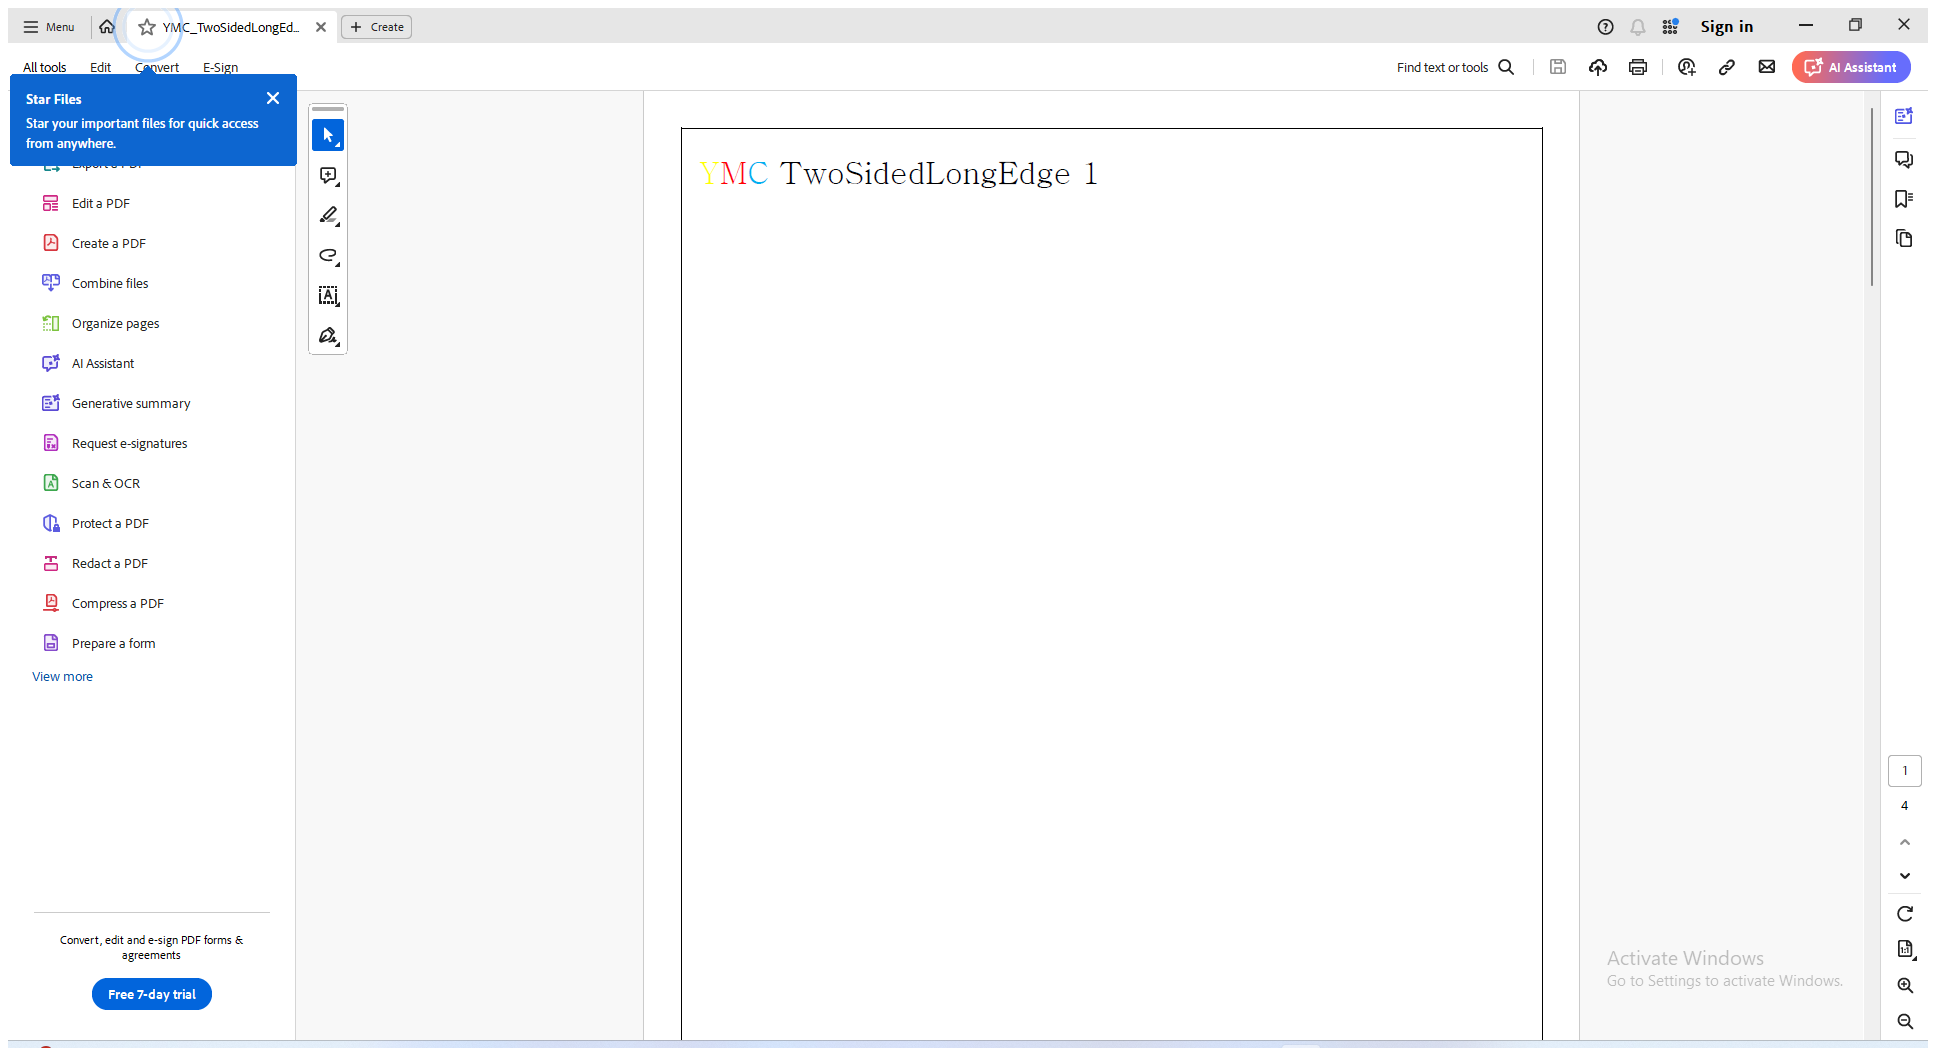 Menu
YMC_TwoSidedLongEd...
Create
Sign in
All tools
Edit
Convert
E-Sign
Find text or tools
AI Assistant
Star Files
Star your important files for quick access
from anywhere.
Edit a PDF
Create a PDF
Combine files
Organize pages
AI Assistant
Generative summary
Request e-signatures
Scan & OCR
Protect a PDF
Redact a PDF
Compress a PDF
Prepare a form
View more
Convert, edit and e-sign PDF forms &
agreements
Free 7-day trial
YMC TwoSidedLongEdge 1
1
4
Activate Windows
Go to Settings to activate Windows.